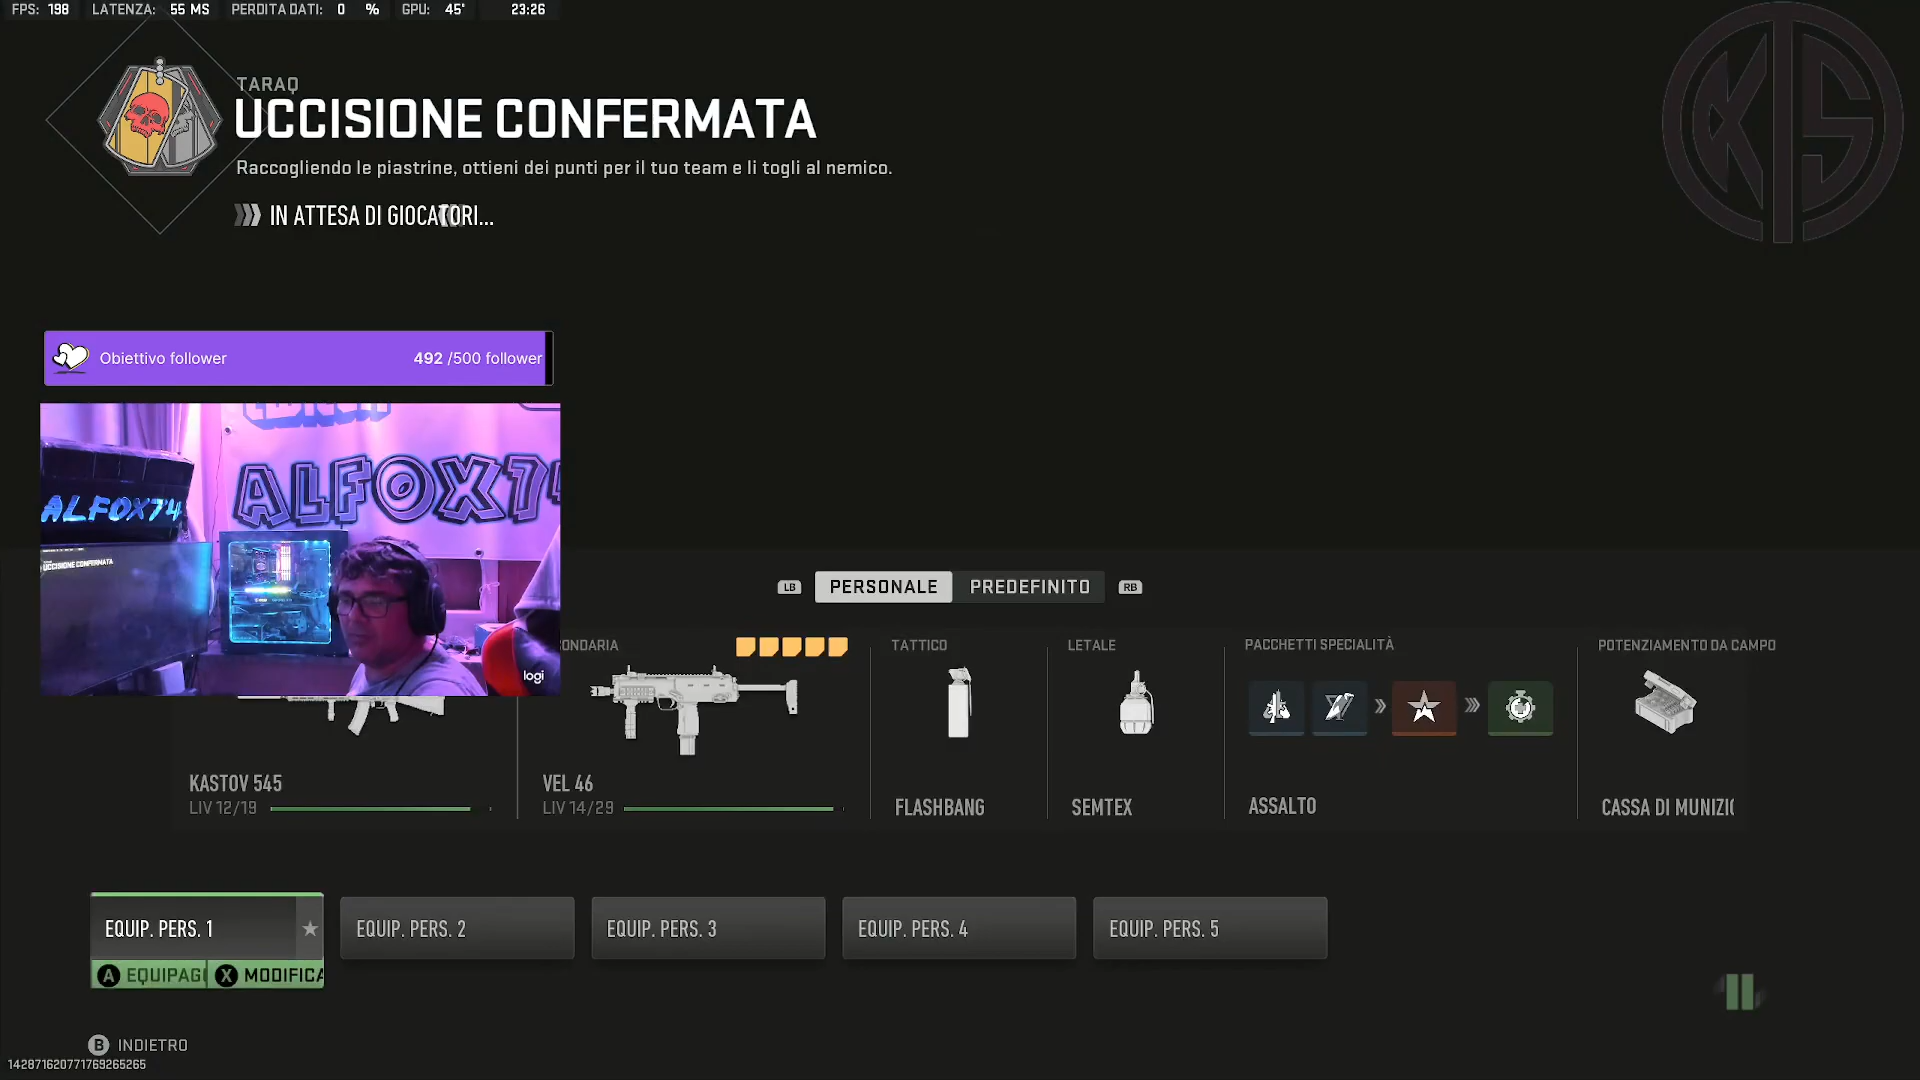 FPS: 198 LATENZA: 55 MS PERDITA DATI: 0 % GPU: 45° 23:26
TARAQ
UCCISIONE CONFERMATA
Raccogliendo le piastrine, ottieni dei punti per il tuo team e li togli al nemico.
IN ATTESA DI GIOCATORI...
KS
Obiettivo follower 492 /500 follower
ALFOX74
ALFOX74
UCCISIONE CONFERMATA
logi
LB PERSONALE PREDEFINITO RB
ONDARIA TATTICO LETALE PACCHETTI SPECIALITÀ POTENZIAMENTO DA CAMPO
KASTOV 545 VEL 46
LIV 12/19 LIV 14/29 FLASHBANG SEMTEX ASSALTO CASSA DI MUNIZI
EQUIP. PERS. 1 EQUIP. PERS. 2 EQUIP. PERS. 3 EQUIP. PERS. 4 EQUIP. PERS. 5
A EQUIPAG X MODIFICA
B INDIETRO
142871620771769265265